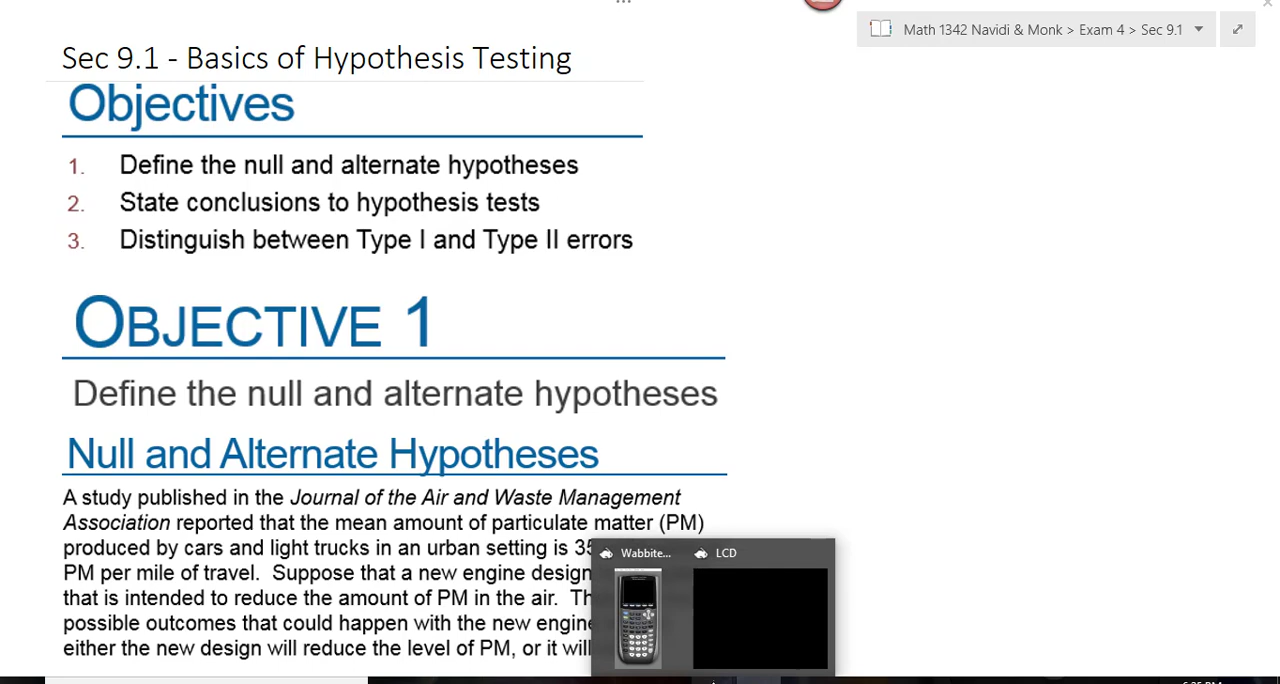 Math 1342 Navidi & Monk > Exam 4 > Sec 9.1
Sec 9.1 - Basics of Hypothesis Testing
Objectives
1. Define the null and alternate hypotheses
2. State conclusions to hypothesis tests
3. Distinguish between Type I and Type II errors
OBJECTIVE 1
Define the null and alternate hypotheses
Null and Alternate Hypotheses
A study published in the Journal of the Air and Waste Management
Association reported that the mean amount of particulate matter (PM)
produced by cars and light trucks in an urban setting is
PM per mile of travel. Suppose that a new engine design
that is intended to reduce the amount of PM in the air.
possible outcomes that could happen with the new engine
either the new design will reduce the level of PM, or it will
Wabbite...
LCD